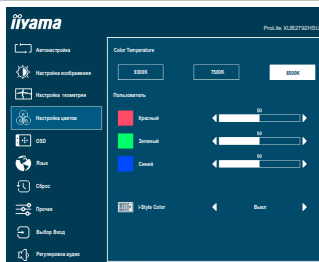 iiyama
ProLite XUB2792HSU
Автонастройка
Настройка изображения
Настройка геометрии
Настройка цветов
OSD
Язык
Сброс
Прочее
Выбор Вход
Регулировка аудио
Color Temperature
9300K
7500K
6500K
Пользователь
Красный
50
Зеленый
50
Синий
50
i-Style Color
Выкл